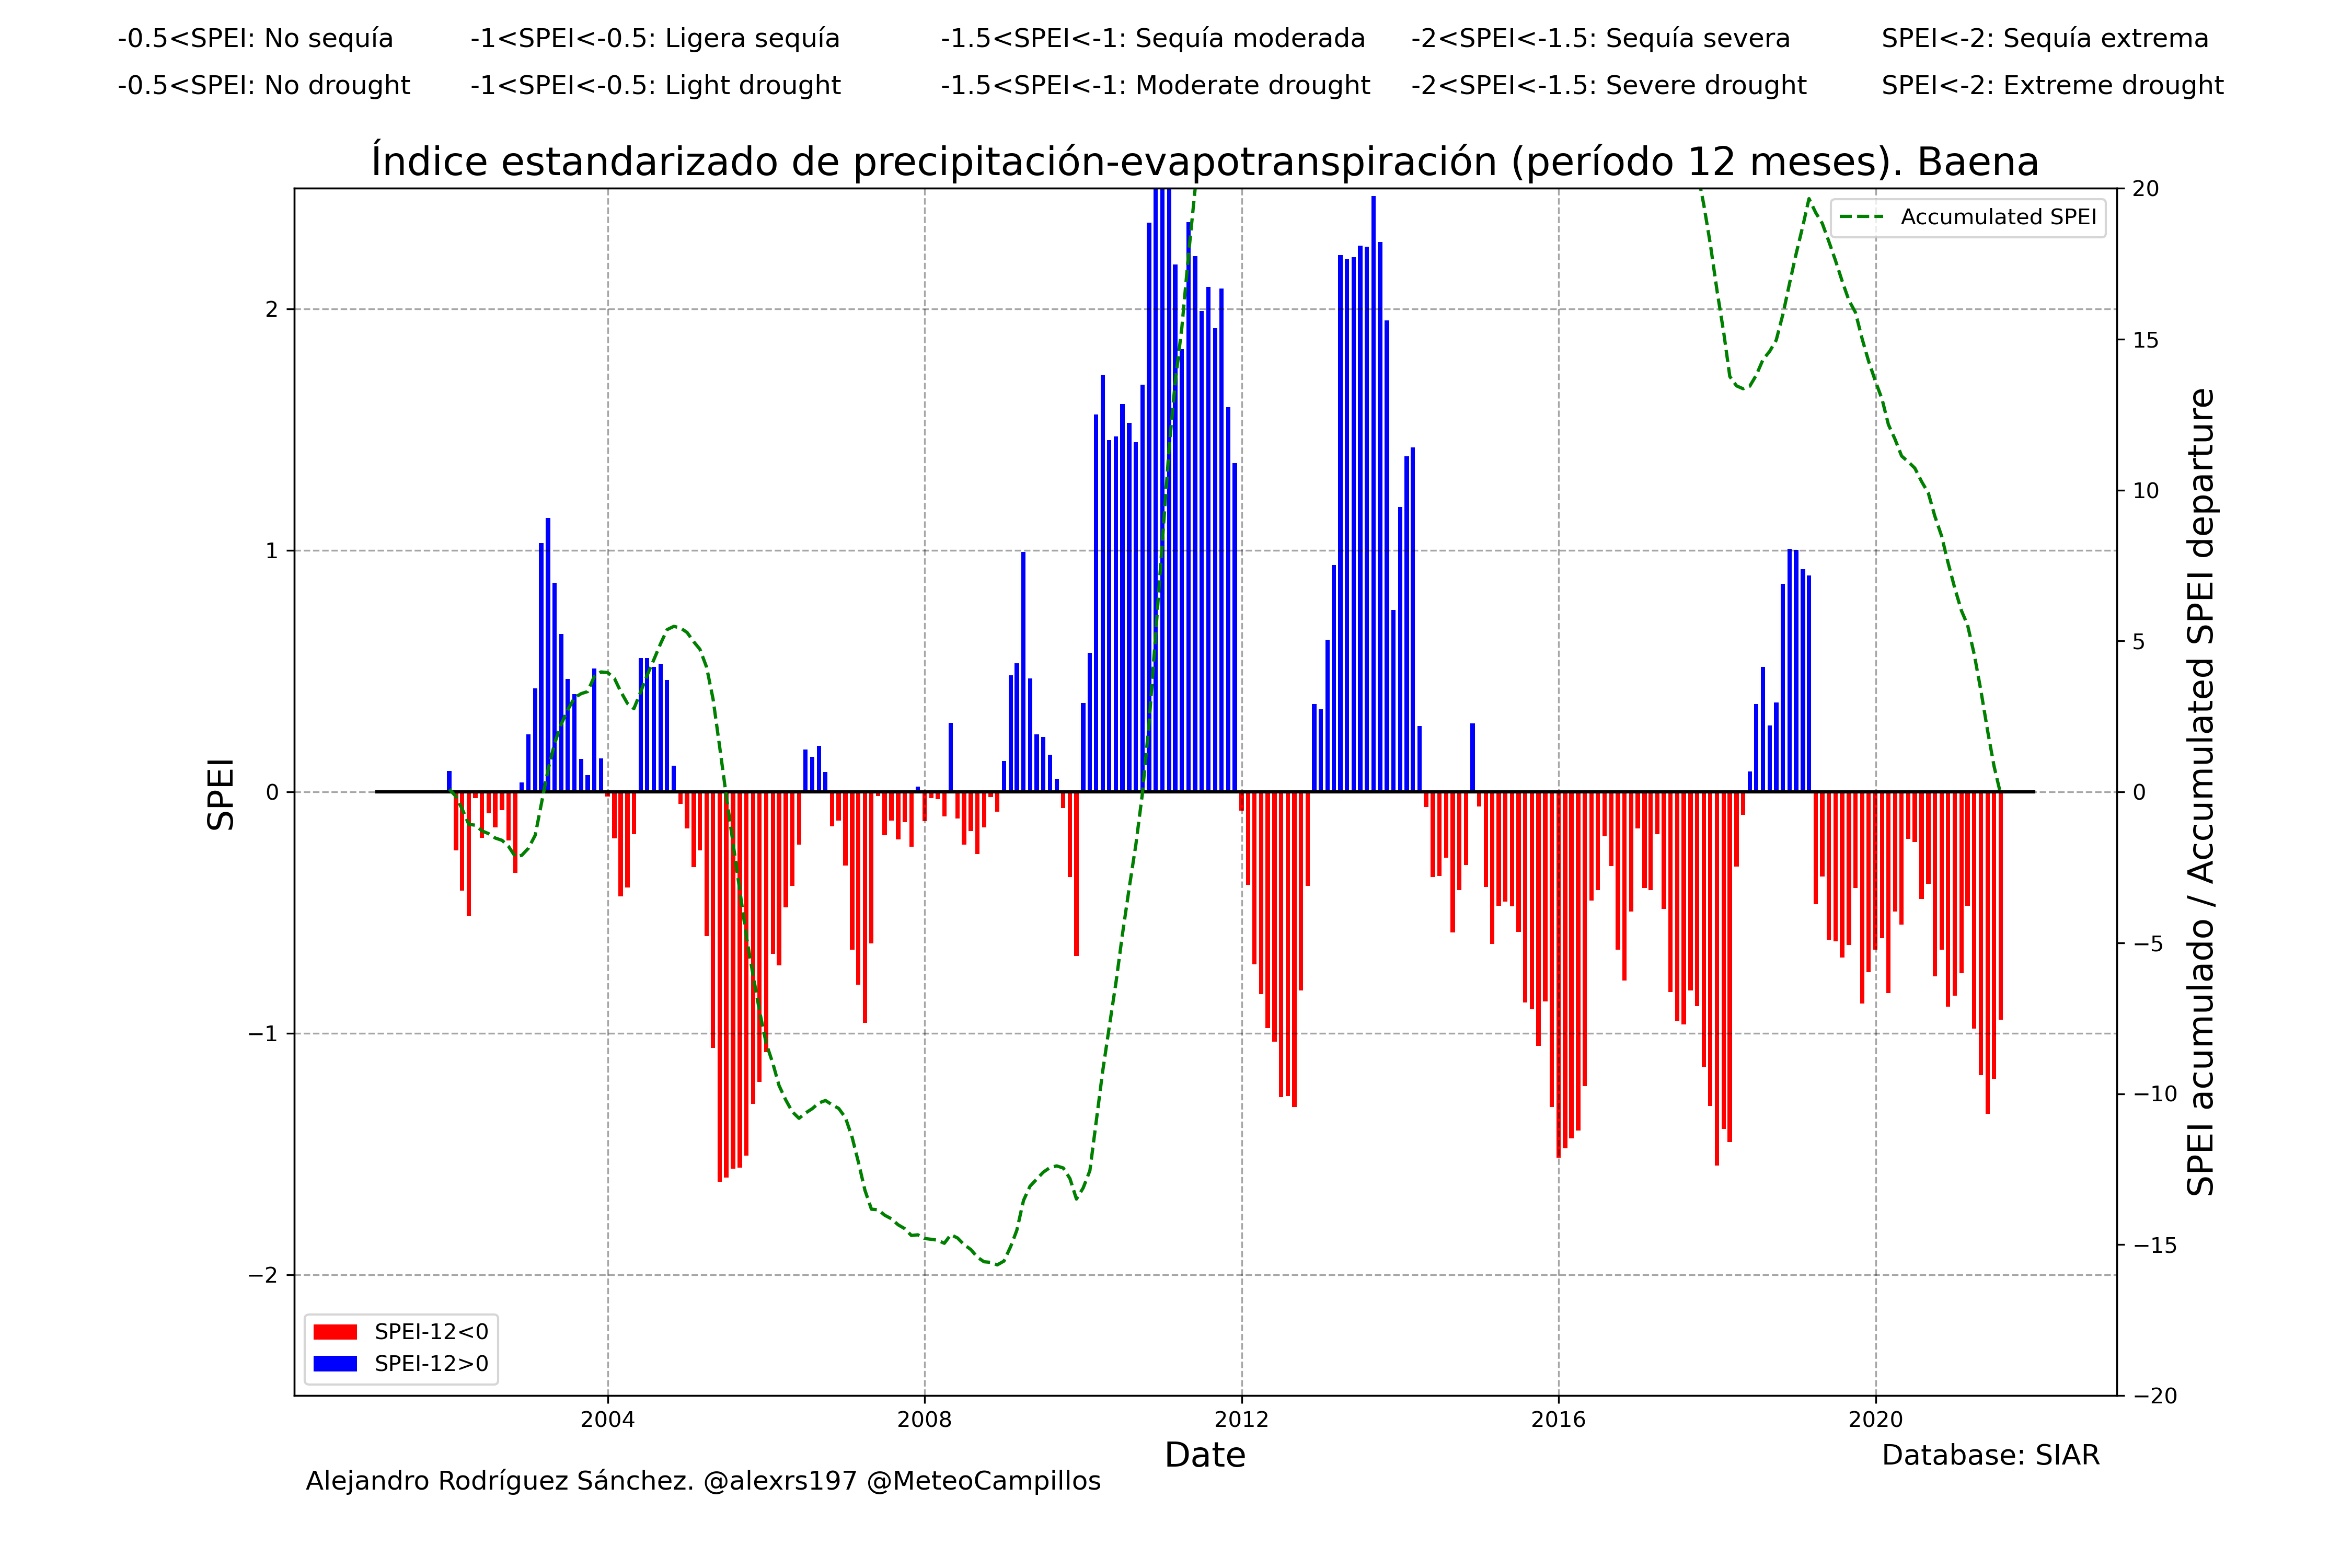 -0.5<SPEI: No sequía -1<SPEI<-0.5: Ligera sequía -1.5<SPEI<-1: Sequía moderada -2<SPEI<-1.5: Sequía severa SPEI<-2: Sequía extrema
-0.5<SPEI: No drought -1<SPEI<-0.5: Light drought -1.5<SPEI<-1: Moderate drought -2<SPEI<-1.5: Severe drought SPEI<-2: Extreme drought
Índice estandarizado de precipitación-evapotranspiración (período 12 meses). Baena
SPEI
2
1
0
−1
−2
Accumulated SPEI
SPEI-12<0
SPEI-12>0
20
15
10
5
0
−5
−10
−15
−20
SPEI acumulado / Accumulated SPEI departure
2004 2008 2012 2016 2020
Date
Database: SIAR
Alejandro Rodríguez Sánchez. @alexrs197 @MeteoCampillos